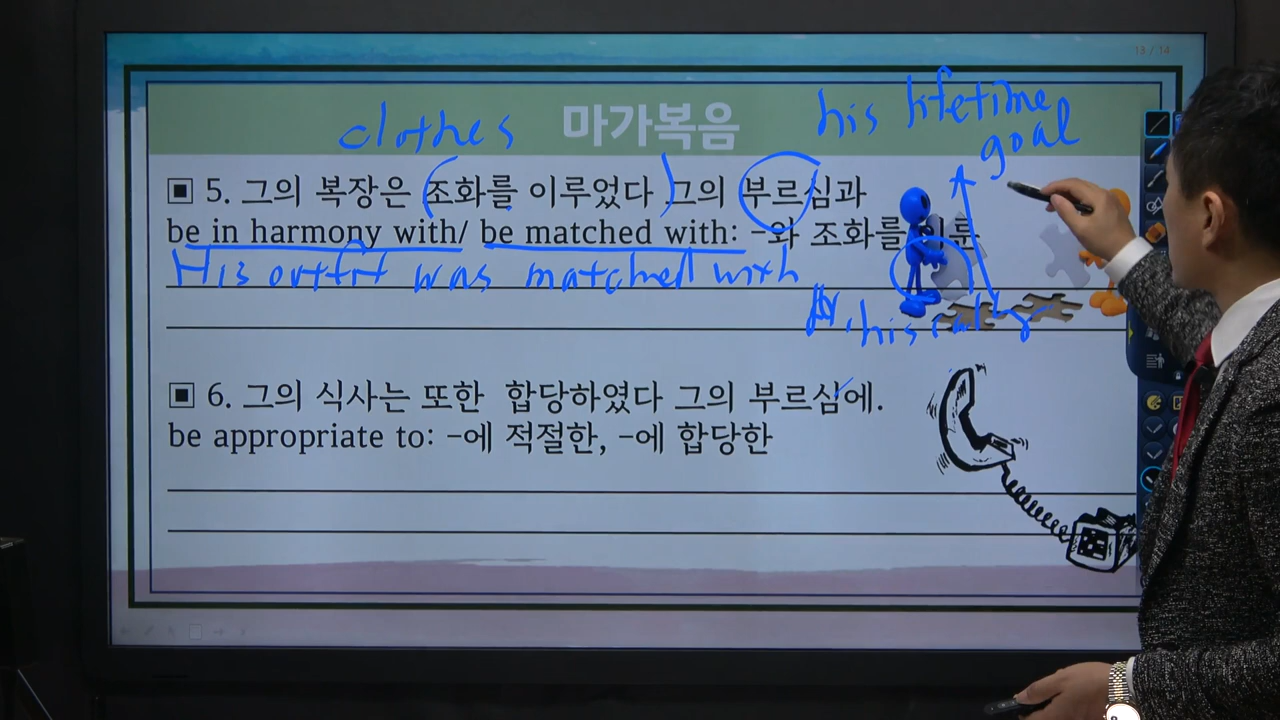 13 / 14
his lifetime
clothes 마가복음 goal
▣ 5. 그의 복장은 조화를 이루었다 그의 부르심과
be in harmony with/ be matched with: -와 조화를 이룬
His outfit was matched with
his calling
▣ 6. 그의 식사는 또한 합당하였다 그의 부르심에.
be appropriate to: -에 적절한, -에 합당한